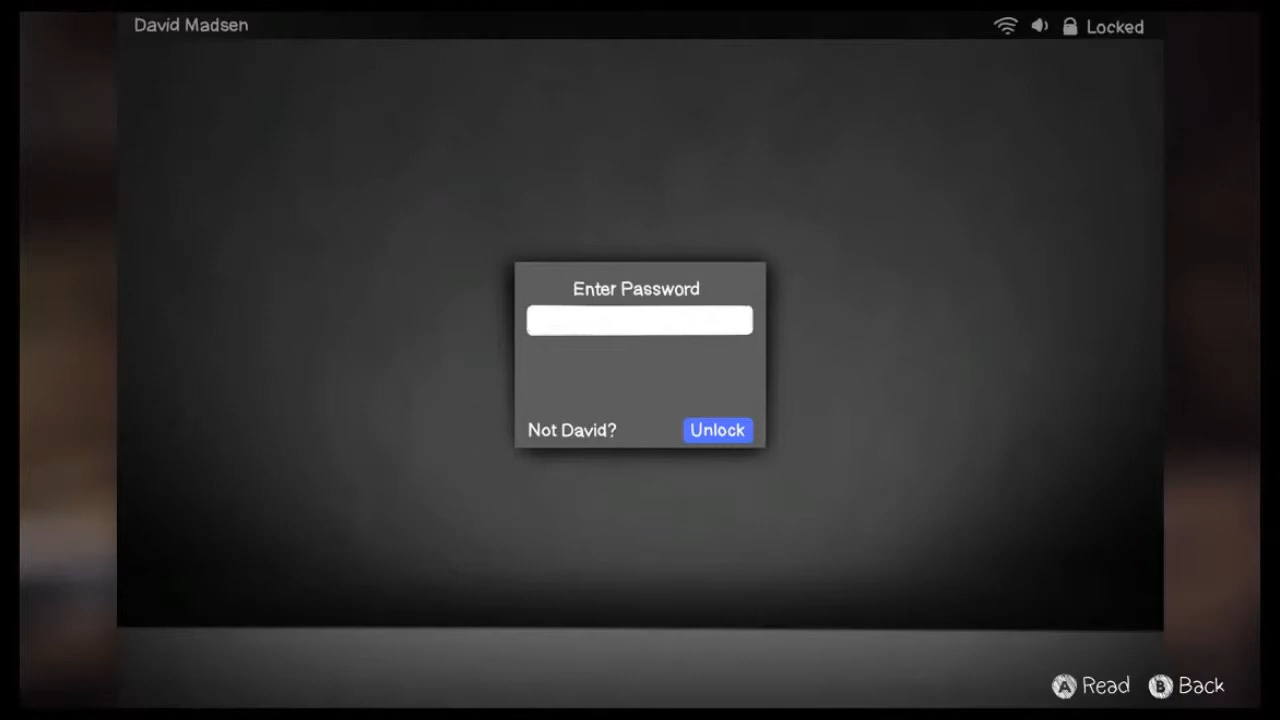 David Madsen
Locked
Enter Password
Not David?
Unlock
A Read B Back